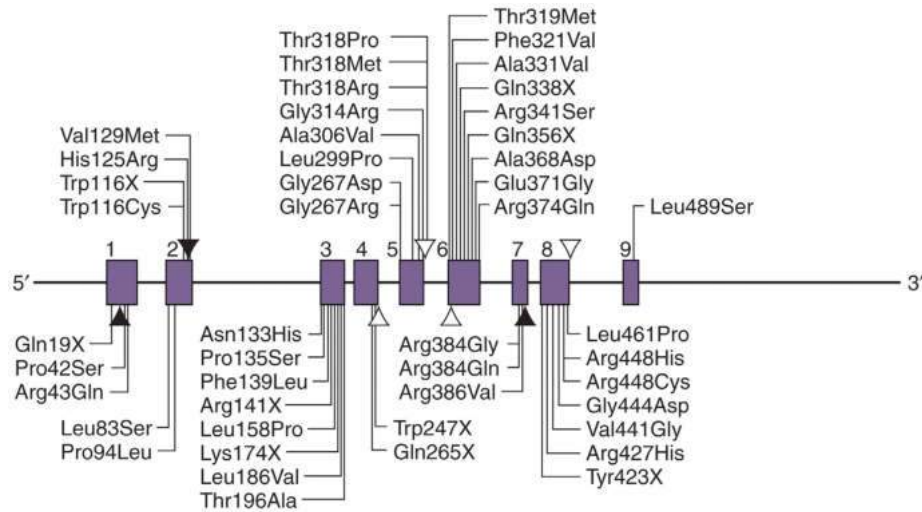 Thr318Pro
Thr318Met
Thr318Arg
Gly314Arg
Ala306Val
Leu299Pro
Gly267Asp
Gly267Arg
Thr319Met
Phe321Val
Ala331Val
Gln338X
Arg341Ser
Gln356X
Ala368Asp
Glu371Gly
Arg374Gln
Val129Met
His125Arg
Trp116X
Trp116Cys
Leu489Ser
5′ 1 2 3 4 5 6 7 8 9 3′
Gln19X
Pro42Ser
Arg43Gln
Leu83Ser
Pro94Leu
Asn133His
Pro135Ser
Phe139Leu
Arg141X
Leu158Pro
Lys174X
Leu186Val
Thr196Ala
Trp247X
Gln265X
Arg384Gly
Arg384Gln
Arg386Val
Leu461Pro
Arg448His
Arg448Cys
Gly444Asp
Val441Gly
Arg427His
Tyr423X